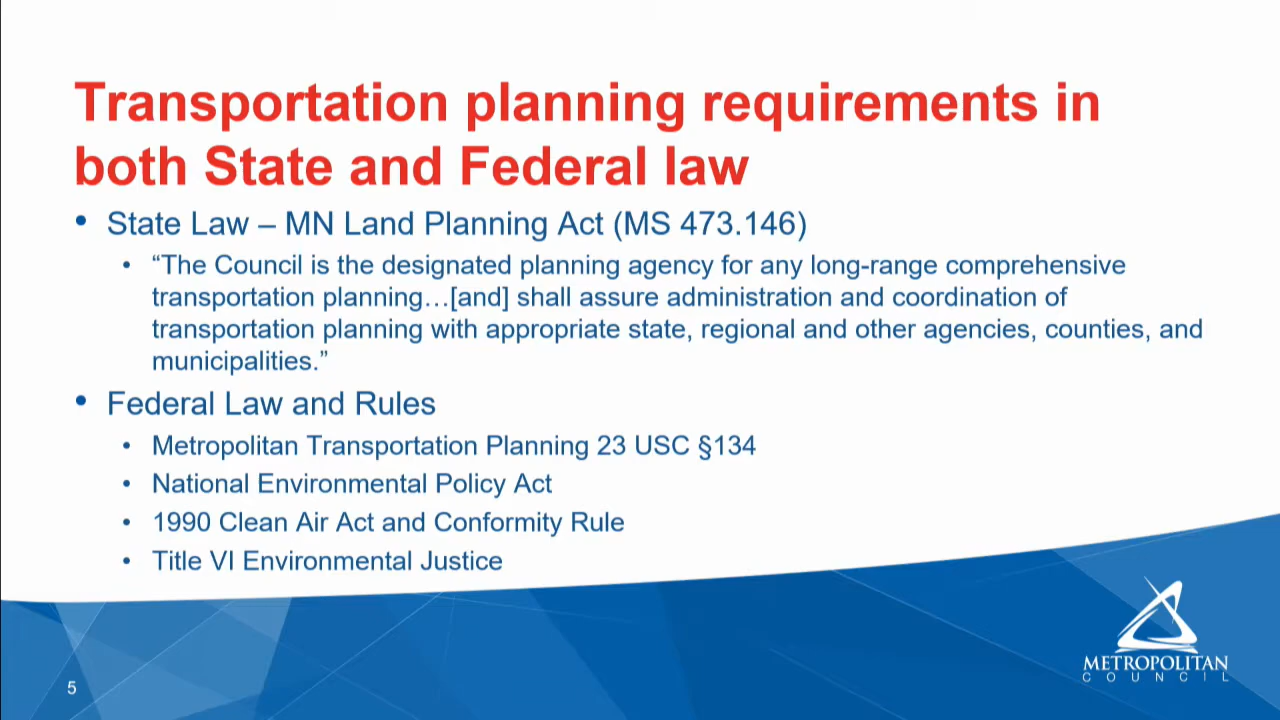 Transportation planning requirements in
both State and Federal law
• State Law – MN Land Planning Act (MS 473.146)
• “The Council is the designated planning agency for any long-range comprehensive
transportation planning…[and] shall assure administration and coordination of
transportation planning with appropriate state, regional and other agencies, counties, and
municipalities.”
• Federal Law and Rules
• Metropolitan Transportation Planning 23 USC §134
• National Environmental Policy Act
• 1990 Clean Air Act and Conformity Rule
• Title VI Environmental Justice
METROPOLITAN
COUNCIL
5